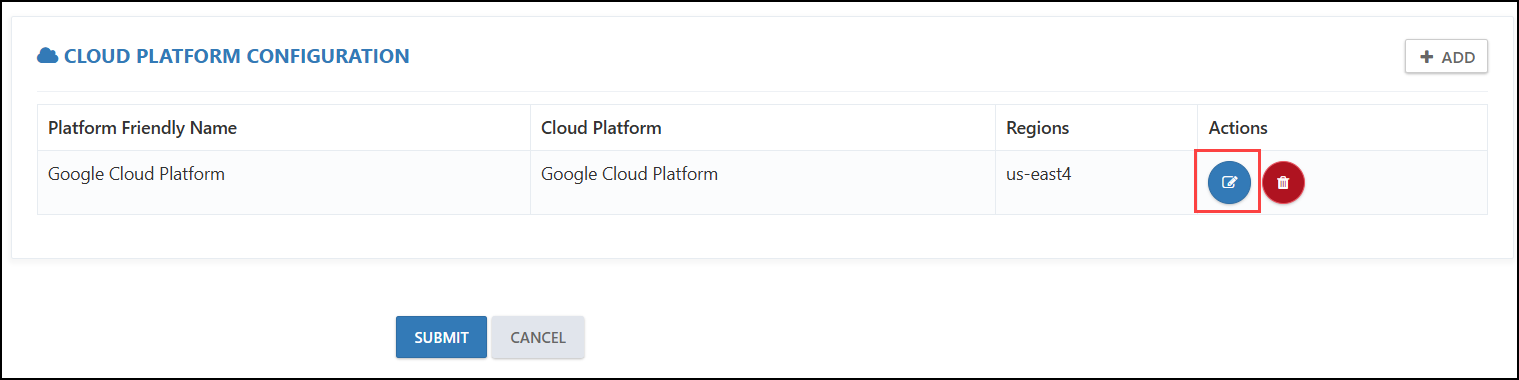 CLOUD PLATFORM CONFIGURATION
ADD
Platform Friendly Name Cloud Platform Regions Actions
Google Cloud Platform Google Cloud Platform us-east4
SUBMIT CANCEL